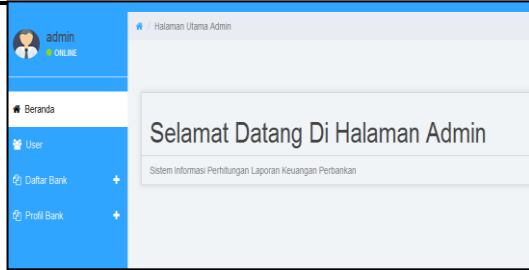 admin
ONLINE
Beranda
User
Daftar Bank
Profil Bank
/ Halaman Utama Admin
Selamat Datang Di Halaman Admin
Sistem Informasi Perhitungan Laporan Keuangan Perbankan